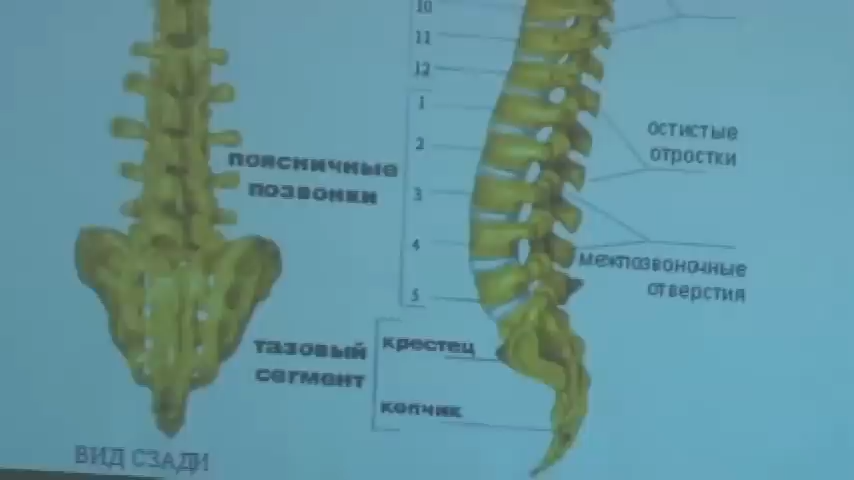 10
11
12
1
2
3
4
5
остистые
отростки
поясничные
позвонки
межпозвоночные
отверстия
тазовый
сегмент
крестец
копчик
ВИД СЗАДИ